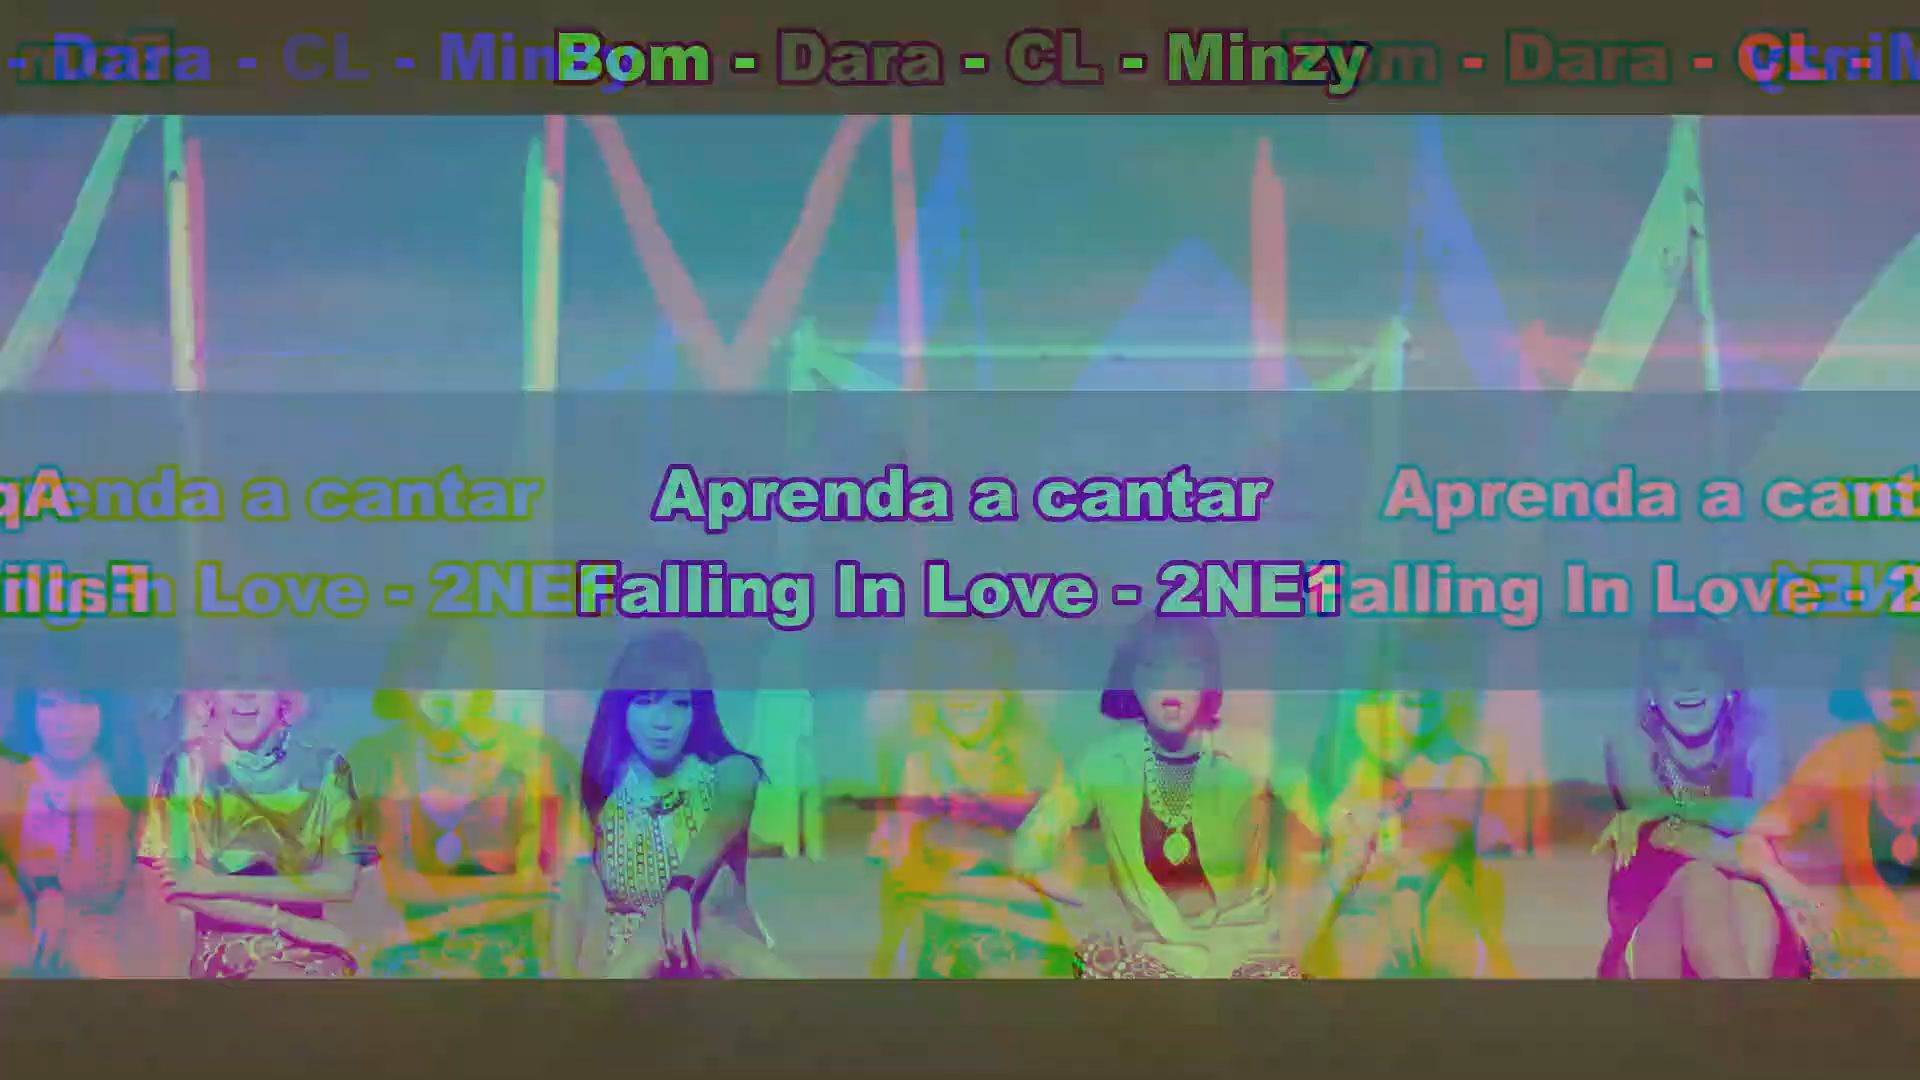 Bom - Dara - CL - Minzy
Aprenda a cantar
Falling In Love - 2NE1